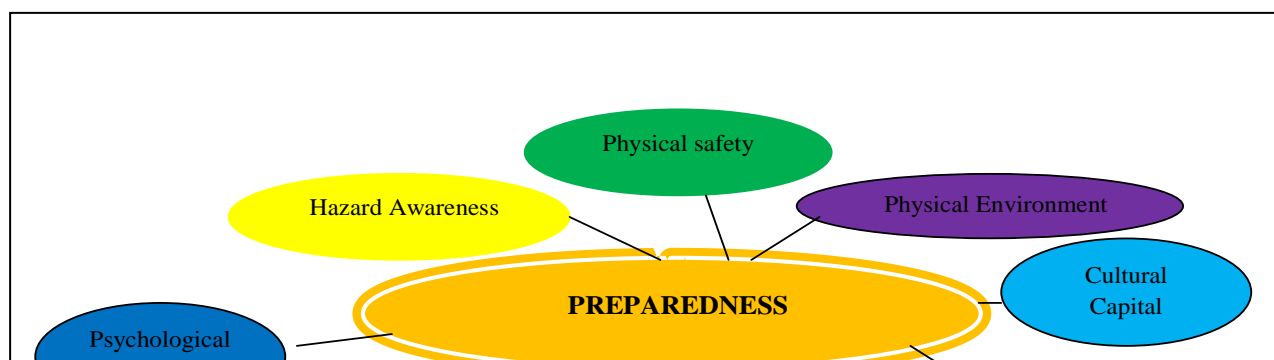 Physical safety
Hazard Awareness
Physical Environment
Cultural
Capital
PREPAREDNESS
Psychological